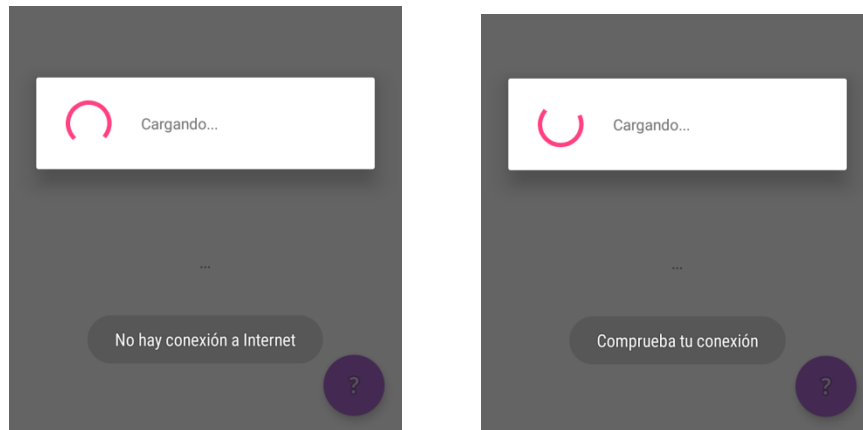 Cargando...
...
No hay conexión a Internet
?
Cargando...
...
Comprueba tu conexión
?